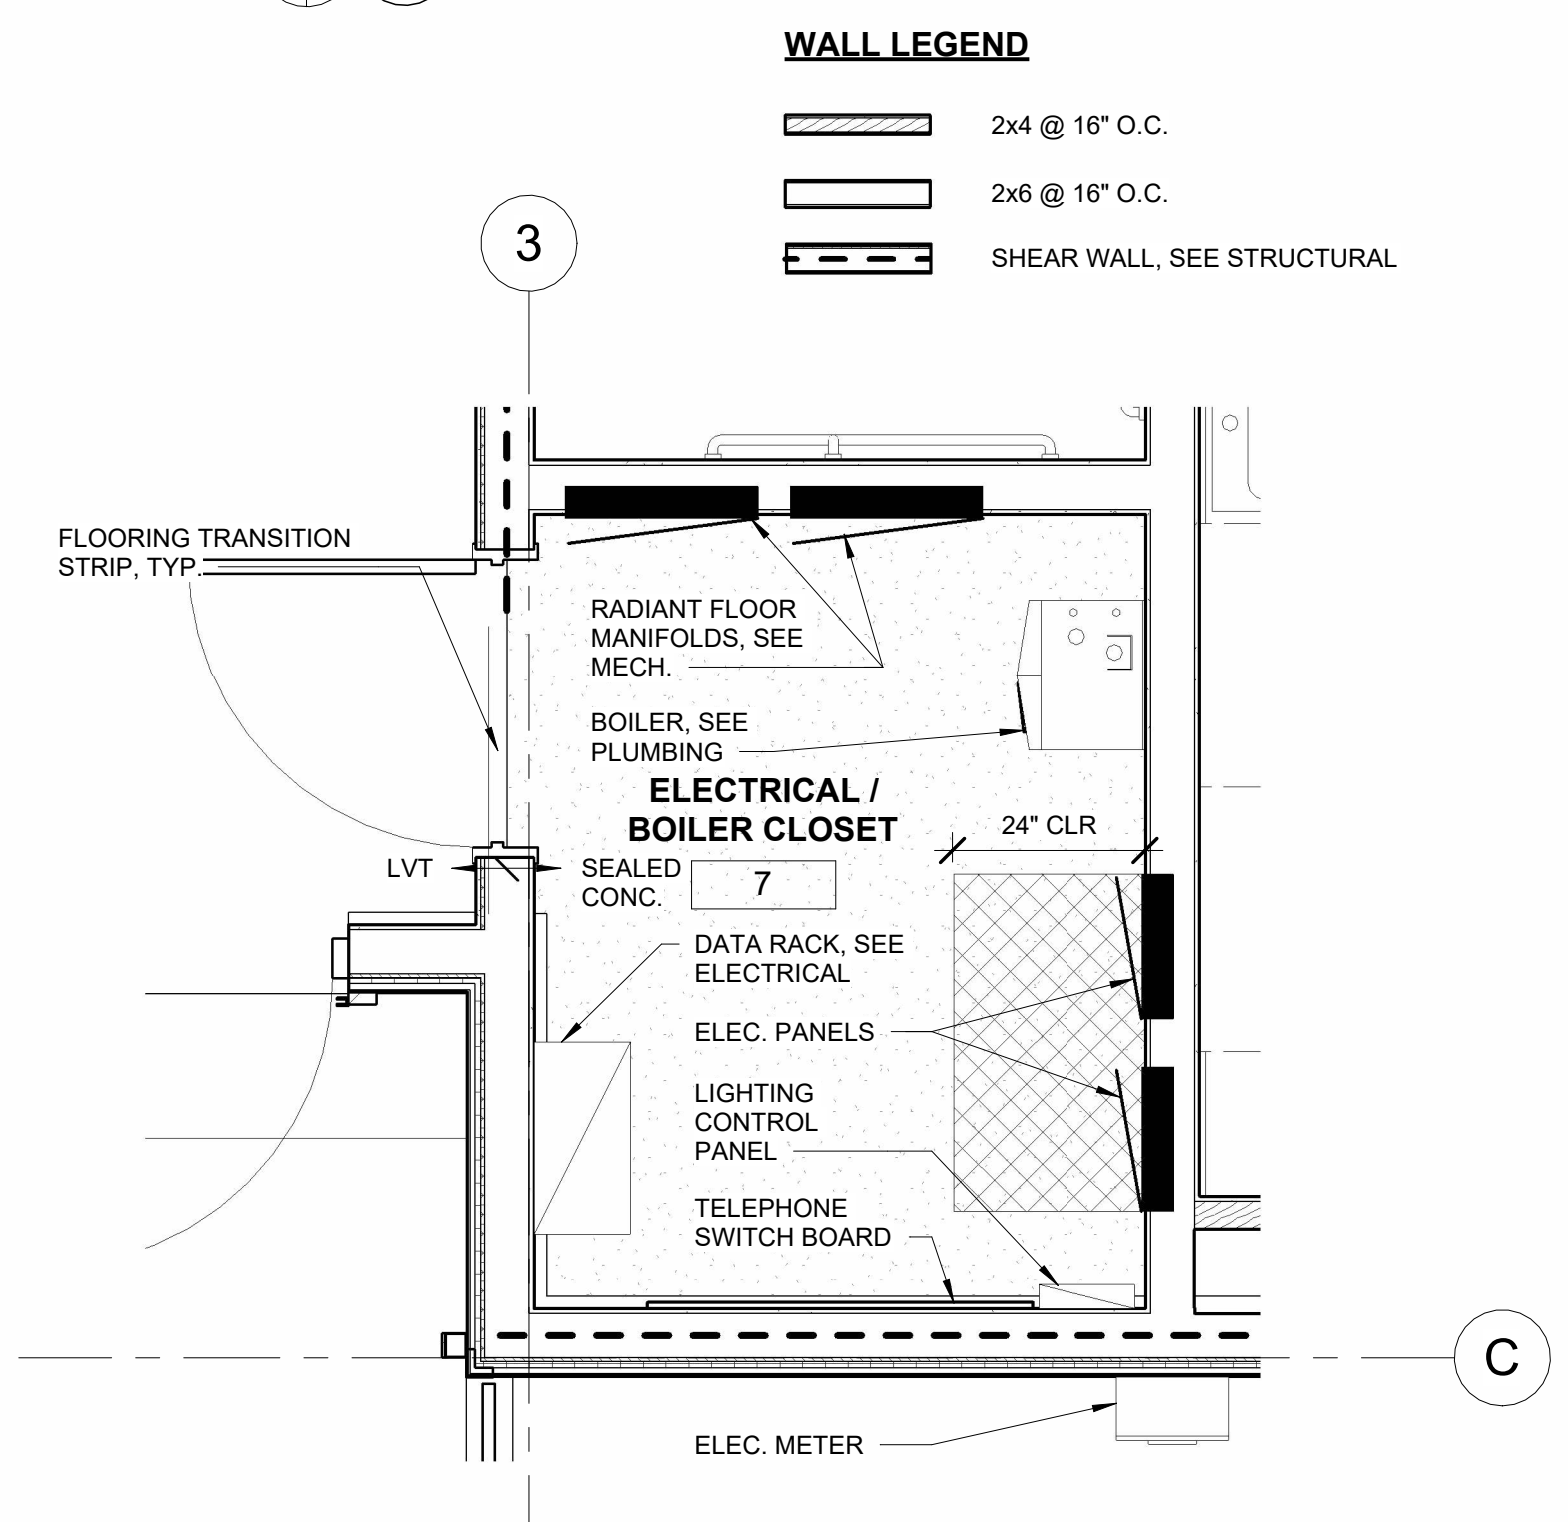 WALL LEGEND
2x4 @ 16" O.C.
2x6 @ 16" O.C.
SHEAR WALL, SEE STRUCTURAL
3
FLOORING TRANSITION
STRIP, TYP.
RADIANT FLOOR
MANIFOLDS, SEE
MECH.
BOILER, SEE
PLUMBING
ELECTRICAL /
BOILER CLOSET
24" CLR
LVT
SEALED
CONC.
7
DATA RACK, SEE
ELECTRICAL
ELEC. PANELS
LIGHTING
CONTROL
PANEL
TELEPHONE
SWITCH BOARD
C
ELEC. METER